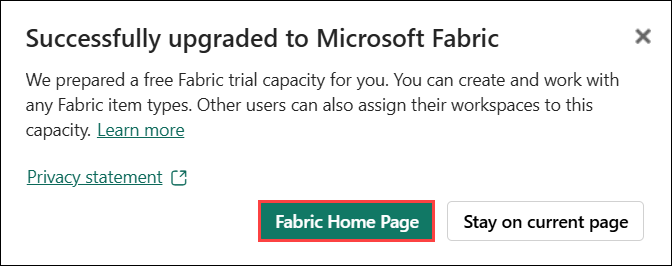 Successfully upgraded to Microsoft Fabric
We prepared a free Fabric trial capacity for you. You can create and work with
any Fabric item types. Other users can also assign their workspaces to this
capacity. Learn more
Privacy statement
Fabric Home Page
Stay on current page